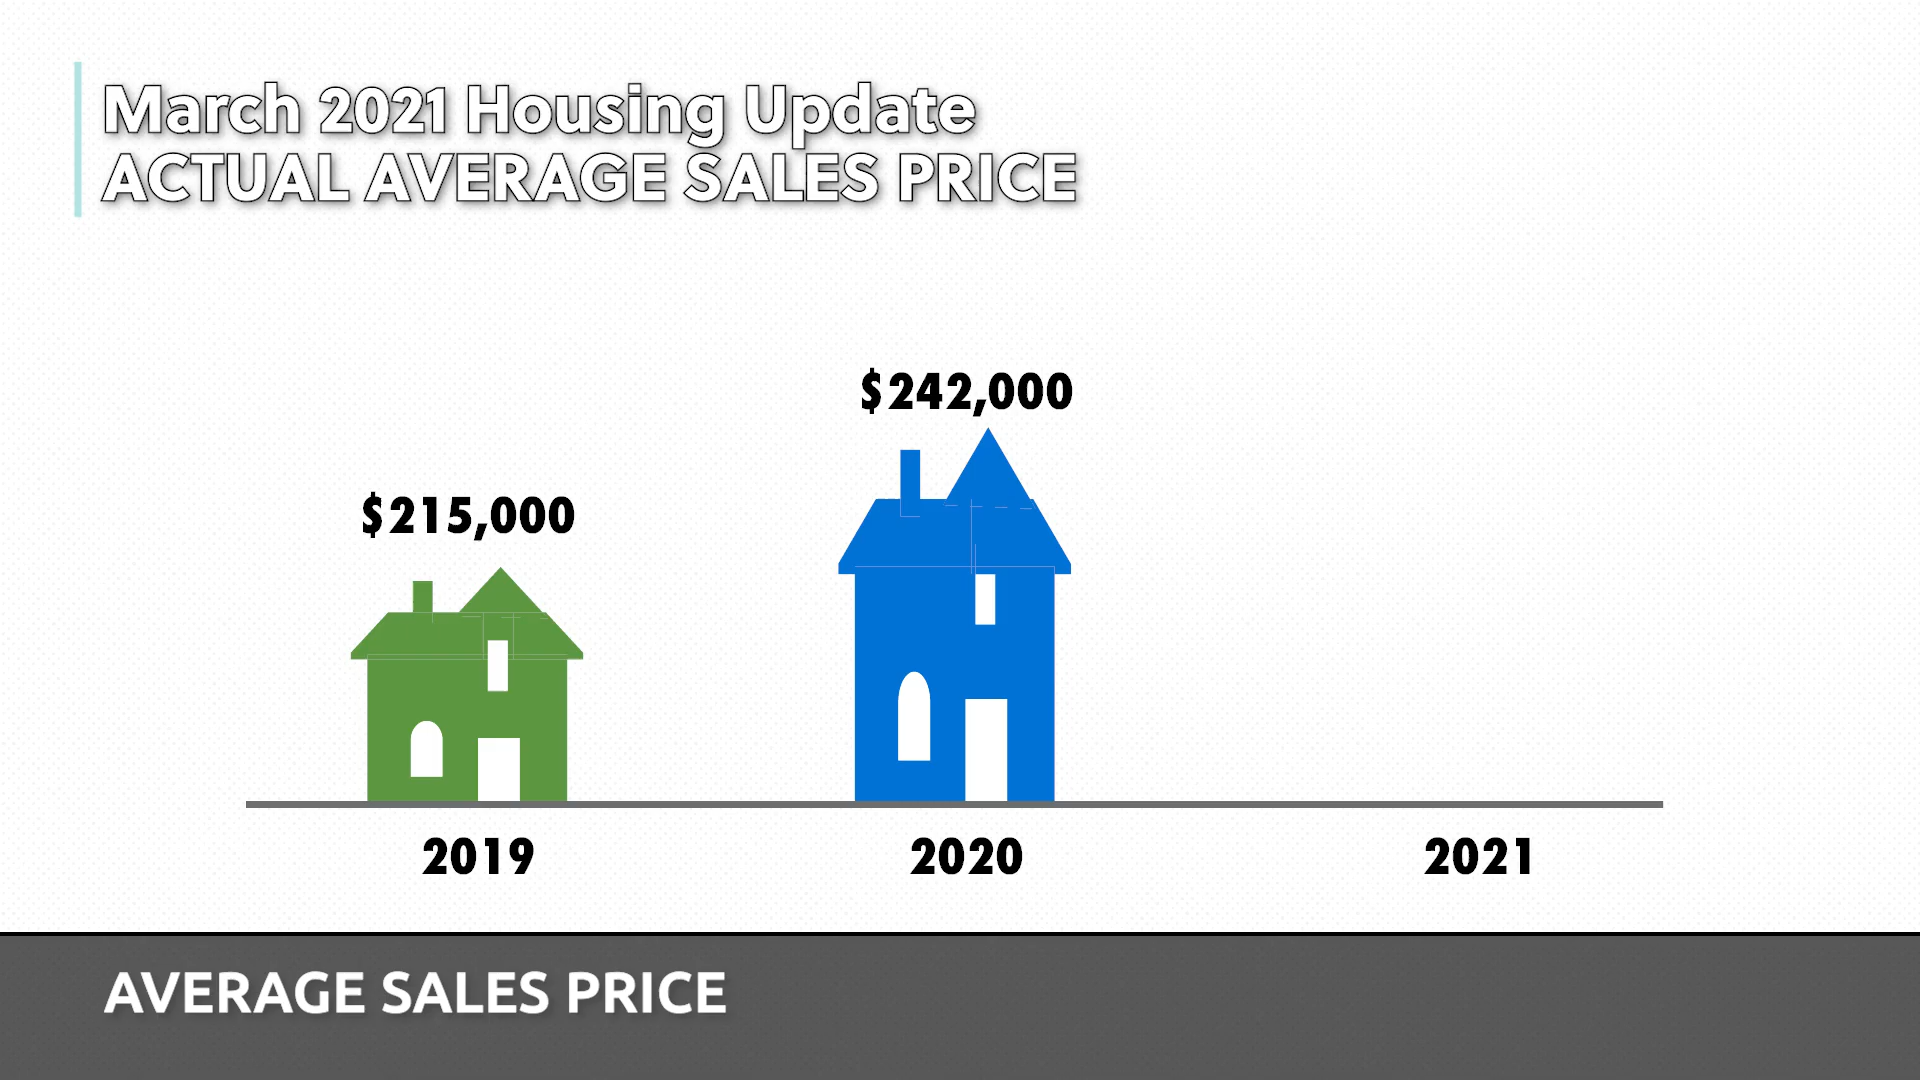 March 2021 Housing Update
ACTUAL AVERAGE SALES PRICE
$242,000
$215,000
2019 2020 2021
AVERAGE SALES PRICE